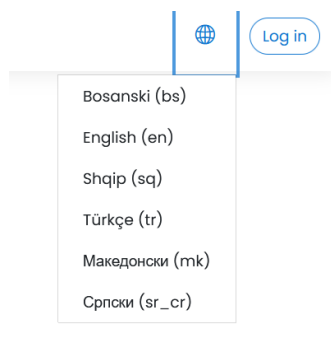 Log in
Bosanski (bs)
English (en)
Shqip (sq)
Türkçe (tr)
Македонски (mk)
Српски (sr_cr)